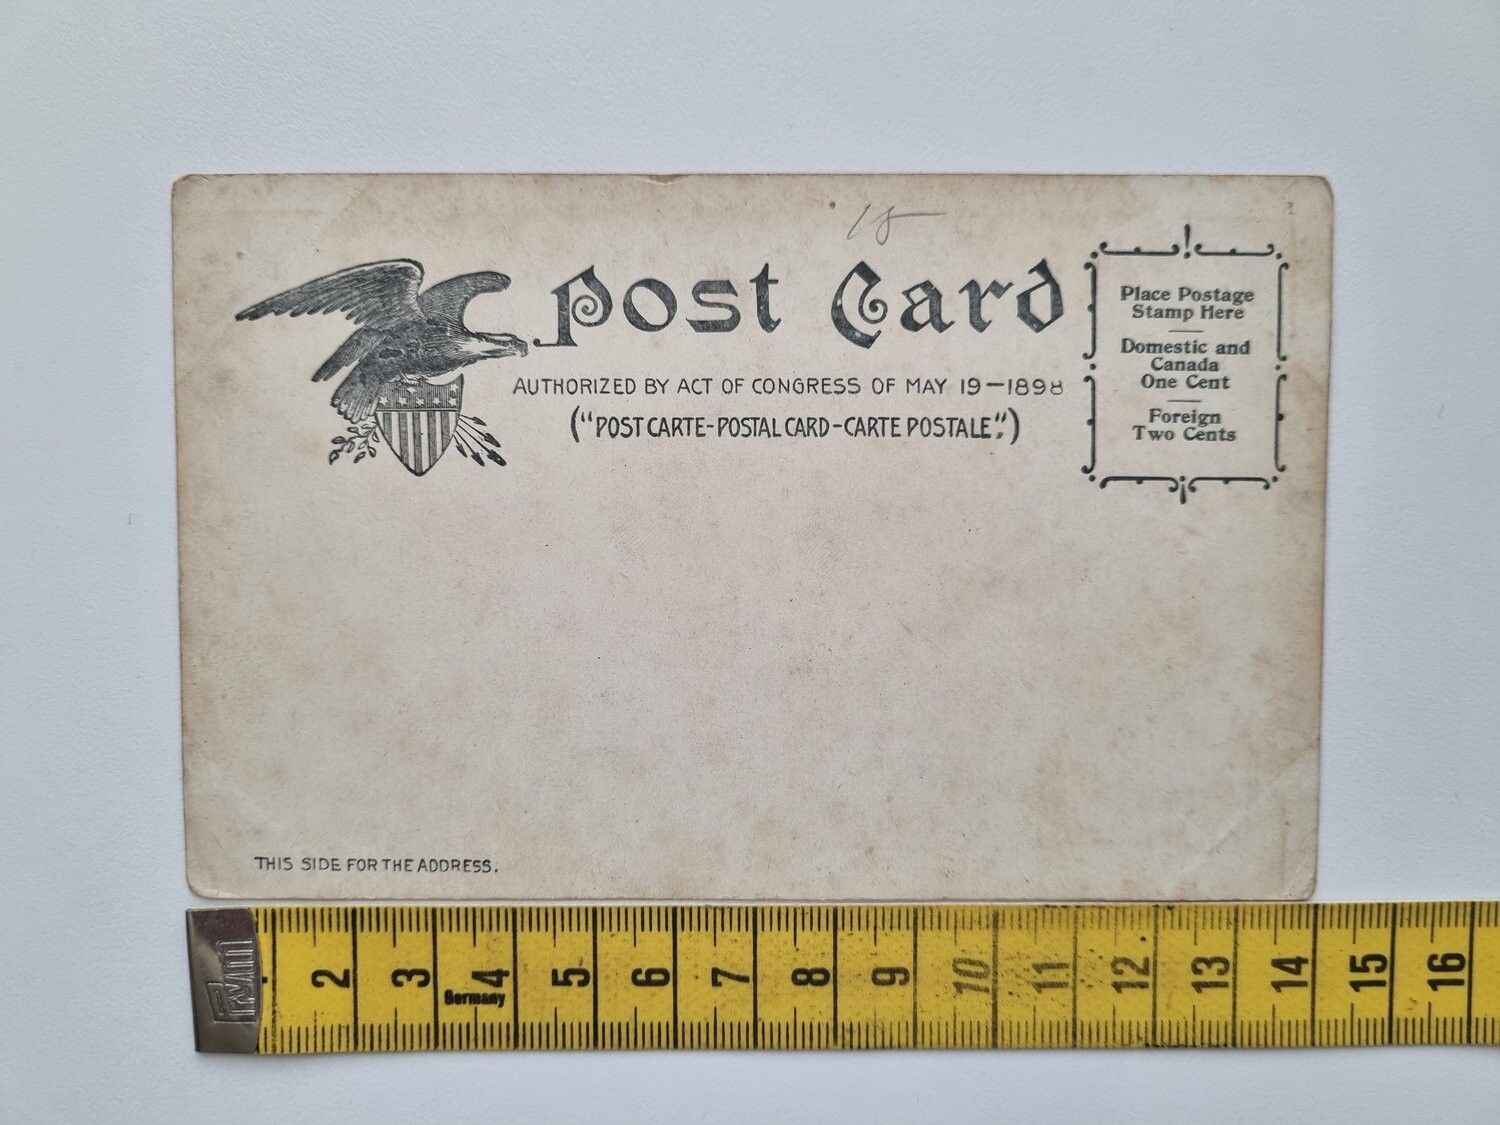 18
Post Card
AUTHORIZED BY ACT OF CONGRESS OF MAY 19-1898
("POST CARTE-POSTAL CARD-CARTE POSTALE".)
Place Postage
Stamp Here
Domestic and
Canada
One Cent
Foreign
Two Cents
THIS SIDE FOR THE ADDRESS.
Prym
2 3 4 5 6 7 8 9 10 11 12 13 14 15 16
Germany